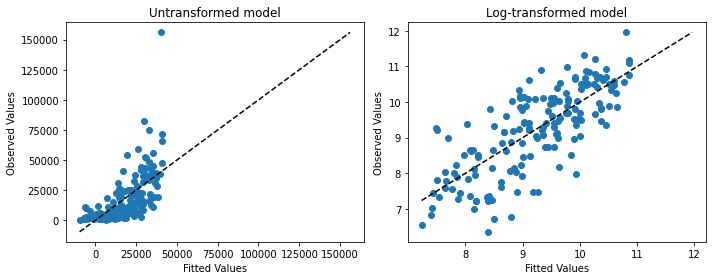 Untransformed model
Observed Values
150000
125000
100000
75000
50000
25000
0
0 25000 50000 75000 100000 125000 150000
Fitted Values
Log-transformed model
Observed Values
12
11
10
9
8
7
8 9 10 11 12
Fitted Values